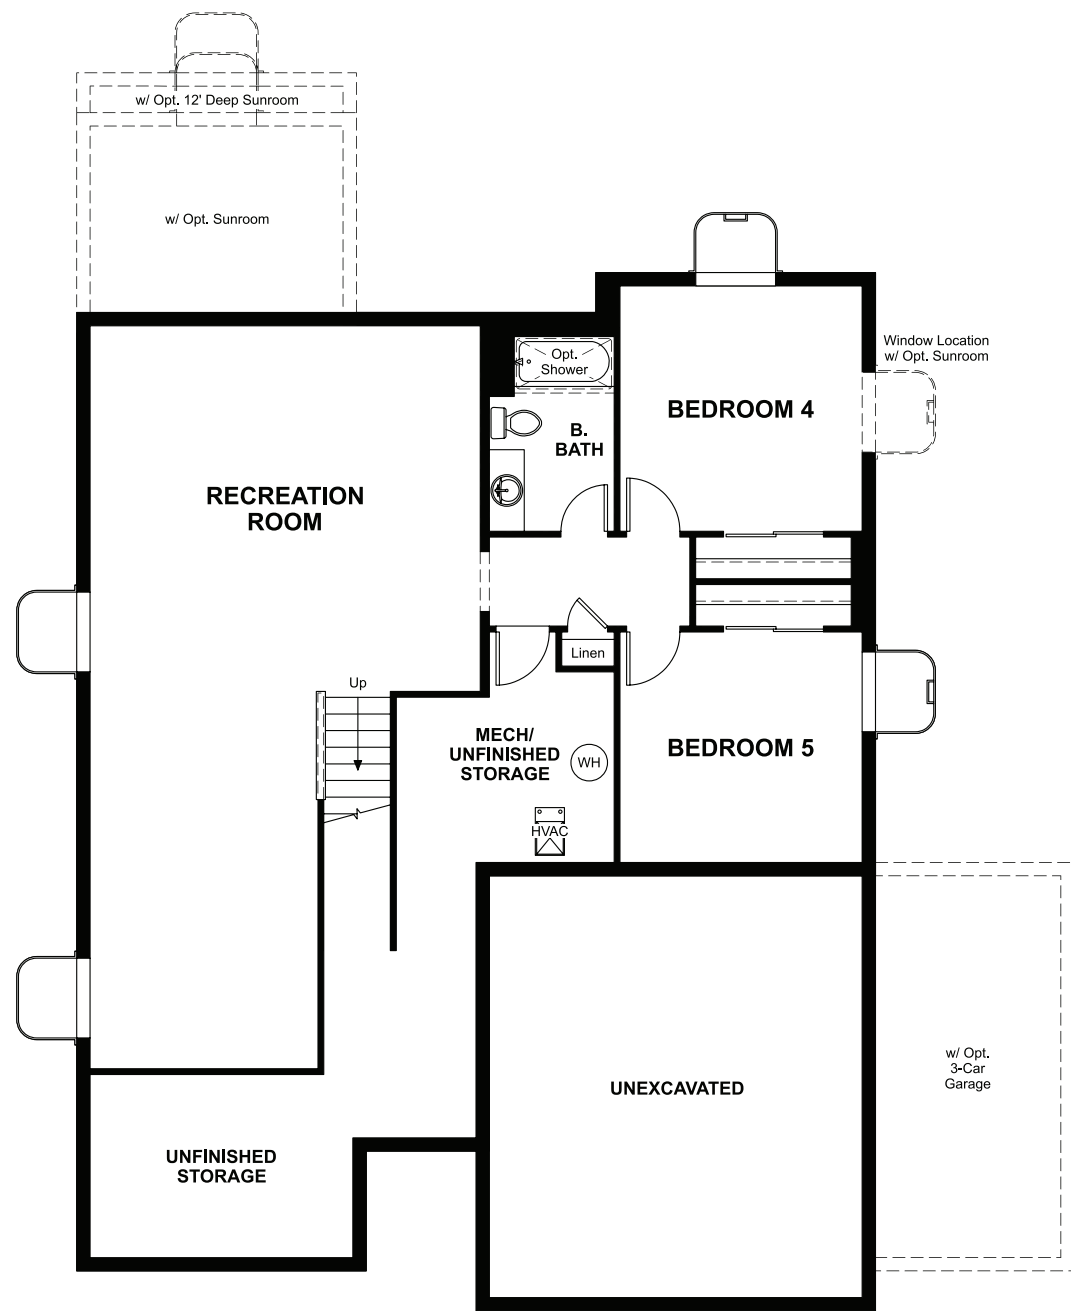 w/ Opt. 12' Deep Sunroom
w/ Opt. Sunroom
Window Location
w/ Opt. Sunroom
Opt.
Shower
BEDROOM 4
B.
BATH
RECREATION
ROOM
Linen
Up
MECH/
UNFINISHED
STORAGE
WH
BEDROOM 5
HVAC
w/ Opt.
3-Car
Garage
UNEXCAVATED
UNFINISHED
STORAGE